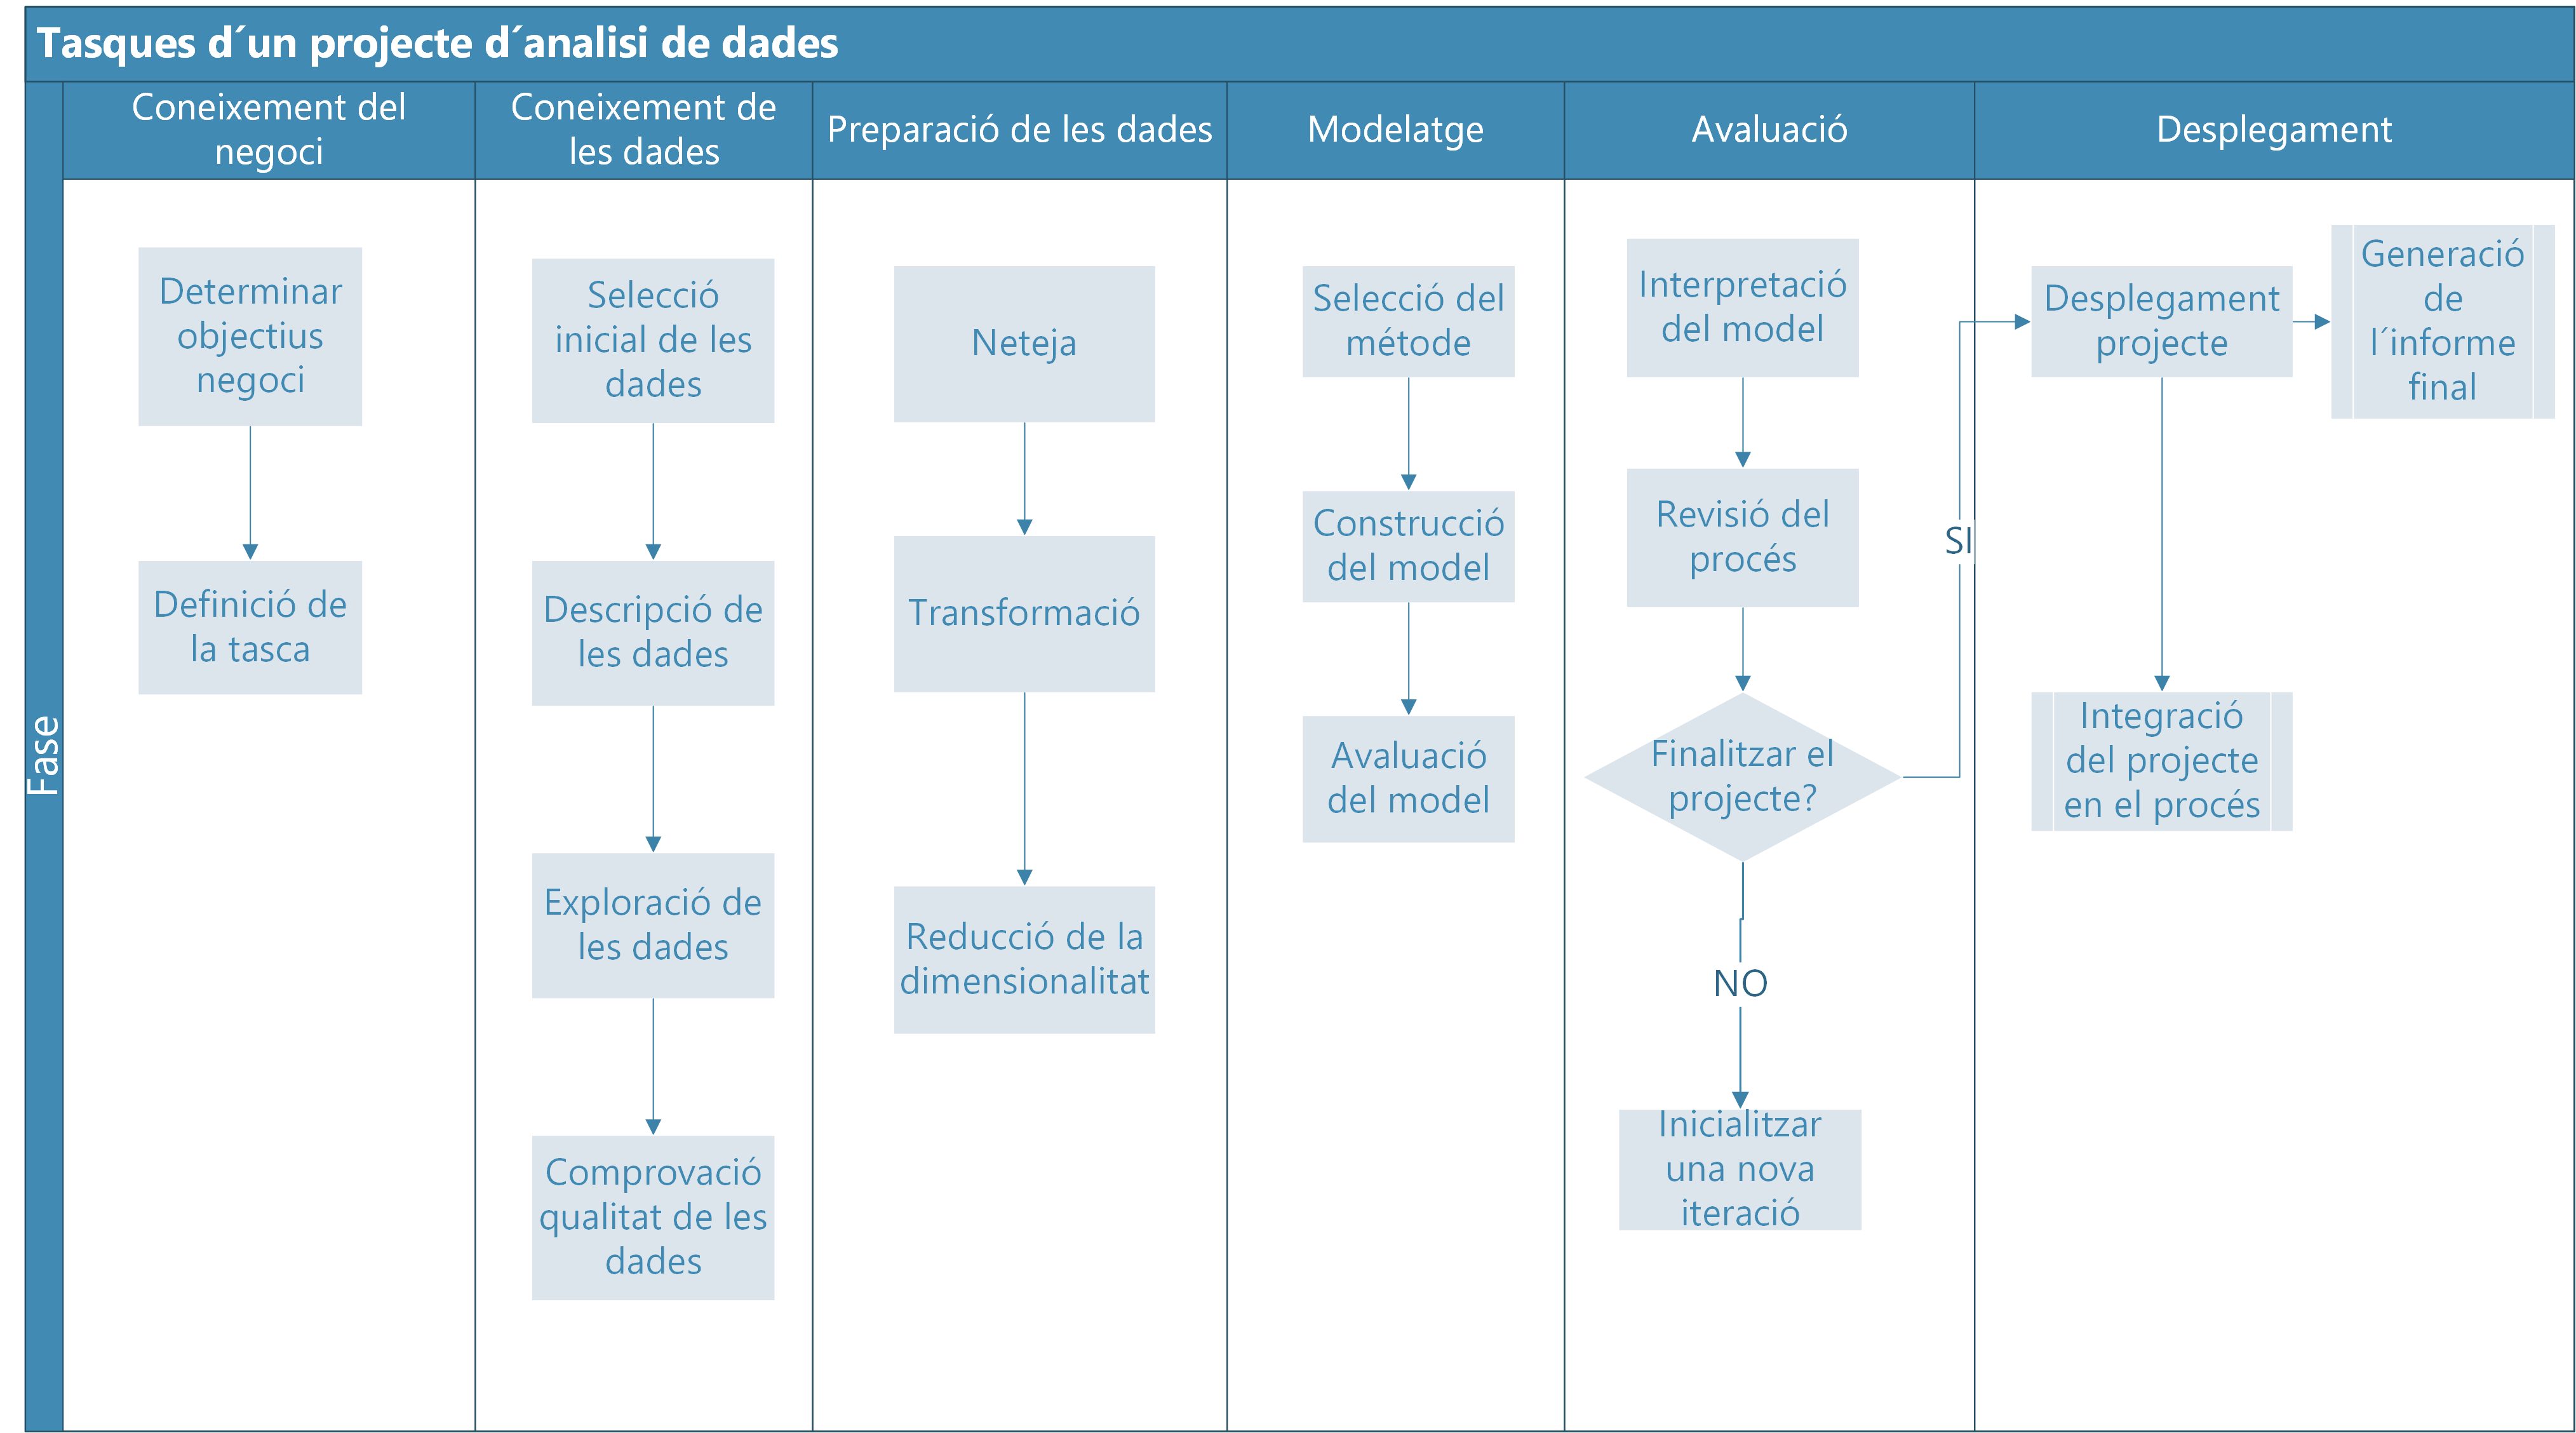 Tasques d´un projecte d´analisi de dades
Fase
Coneixement del
negoci
Coneixement de
les dades
Preparació de les dades
Modelatge
Avaluació
Desplegament
Determinar
objectius
negoci
Definició de
la tasca
Selecció
inicial de les
dades
Descripció de
les dades
Exploració de
les dades
Comprovació
qualitat de les
dades
Neteja
Transformació
Reducció de la
dimensionalitat
Selecció del
métode
Construcció
del model
Avaluació
del model
Interpretació
del model
Revisió del
procés
Finalitzar el
projecte?
SI
NO
Inicialitzar
una nova
iteració
Desplegament
projecte
Generació
de
l´informe
final
Integració
del projecte
en el procés